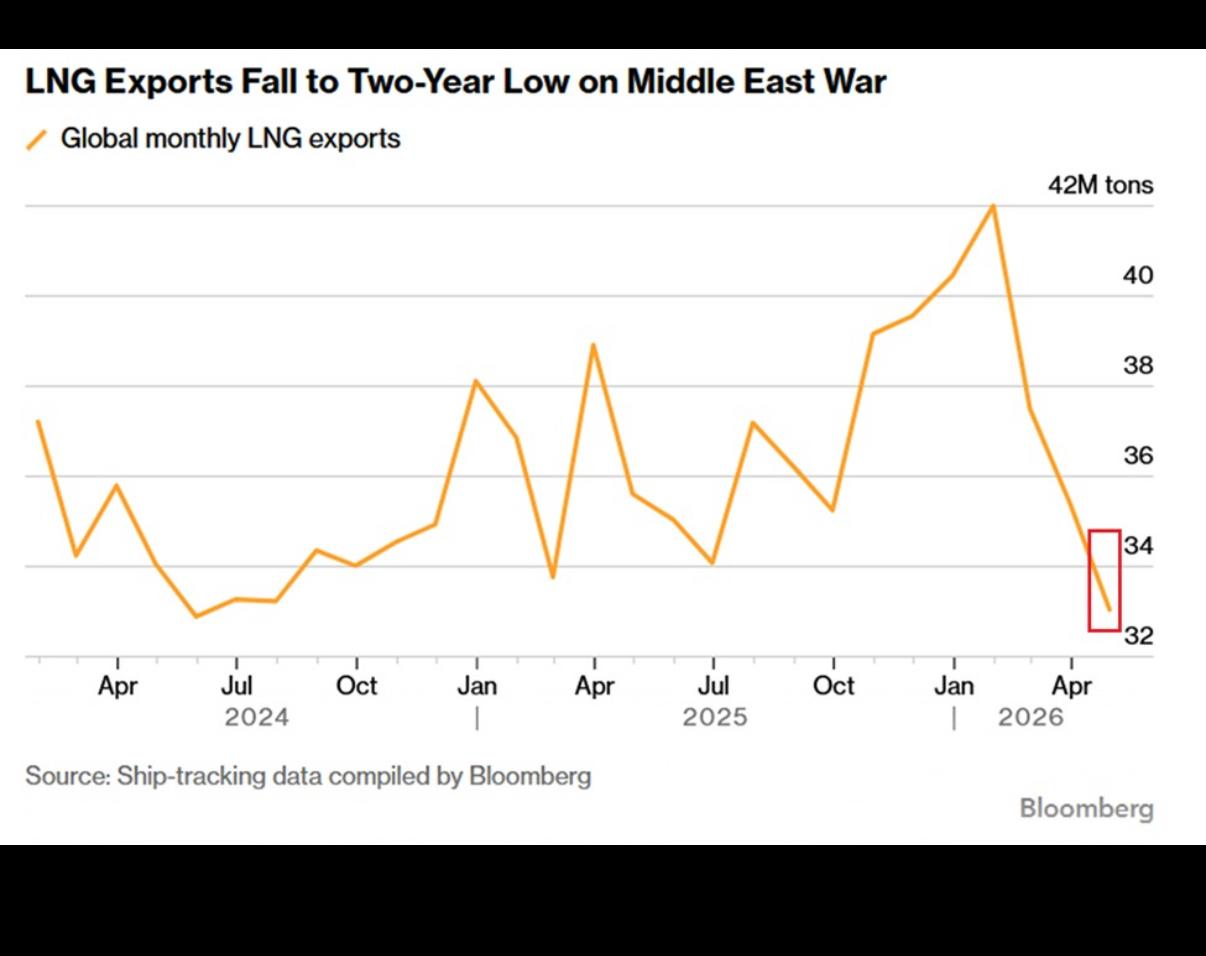 LNG Exports Fall to Two-Year Low on Middle East War
Global monthly LNG exports
42M tons
40
38
36
34
32
Apr Jul Oct Jan Apr Jul Oct Jan Apr
2024 | 2025 | 2026
Source: Ship-tracking data compiled by Bloomberg
Bloomberg